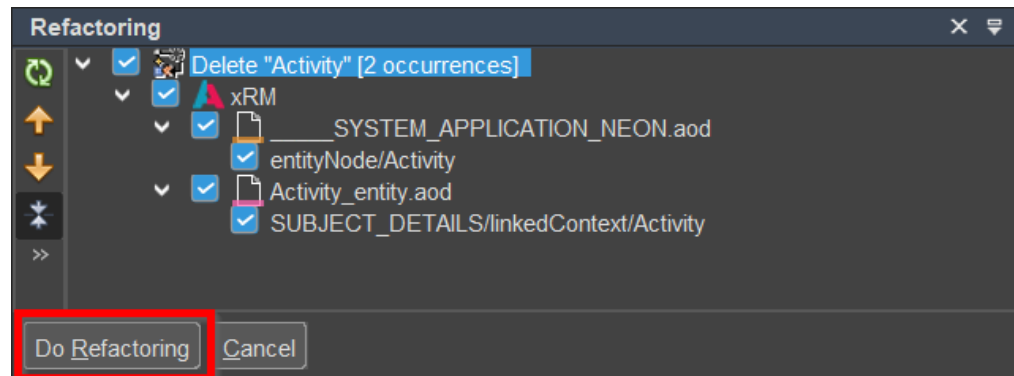 Refactoring
Delete "Activity" [2 occurrences]
xRM
_____SYSTEM_APPLICATION_NEON.aod
entityNode/Activity
Activity_entity.aod
SUBJECT_DETAILS/linkedContext/Activity
Do Refactoring Cancel